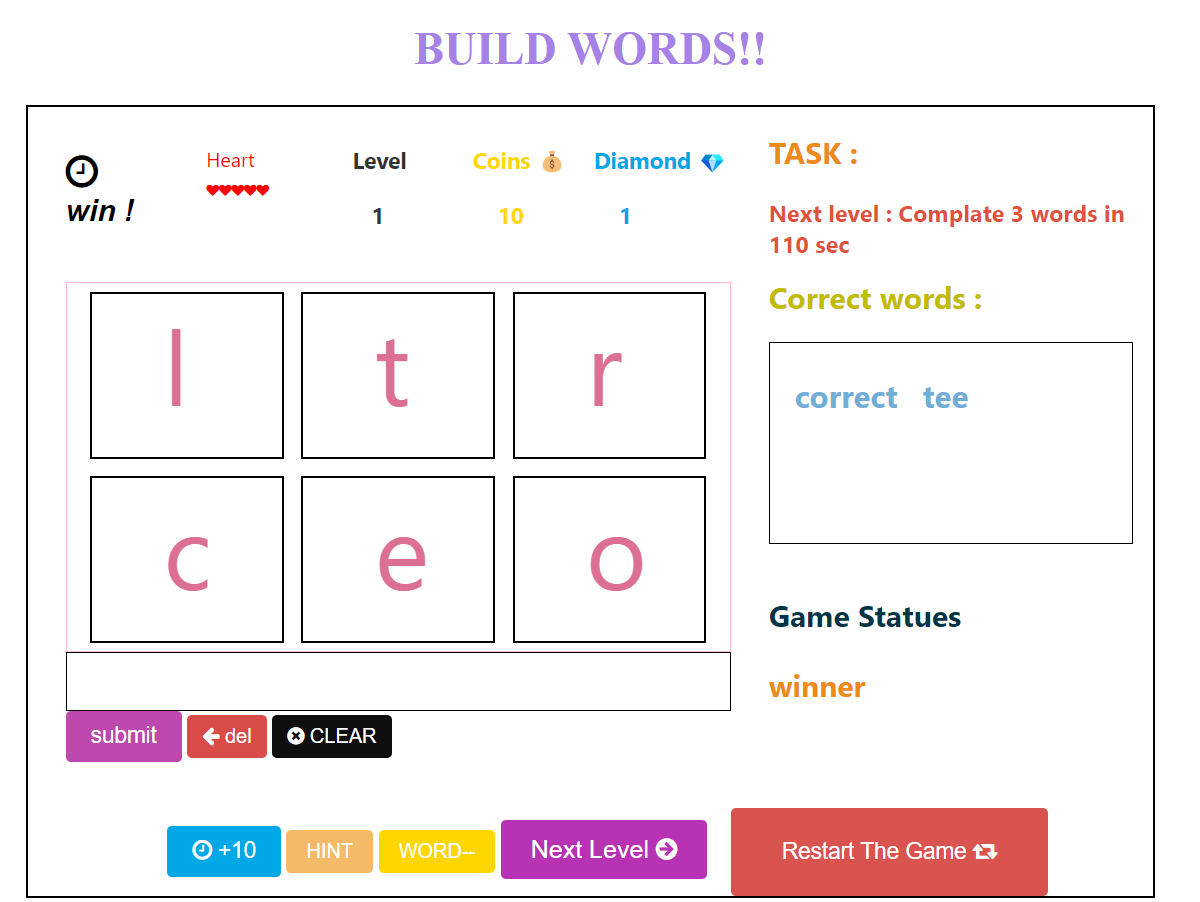 BUILD WORDS!!
win !
Heart
Level
1
Coins
10
Diamond
1
TASK :
Next level : Complate 3 words in
110 sec
Correct words :
correct tee
l t r
c e o
Game Statues
winner
submit del CLEAR
+10 HINT WORD-- Next Level Restart The Game